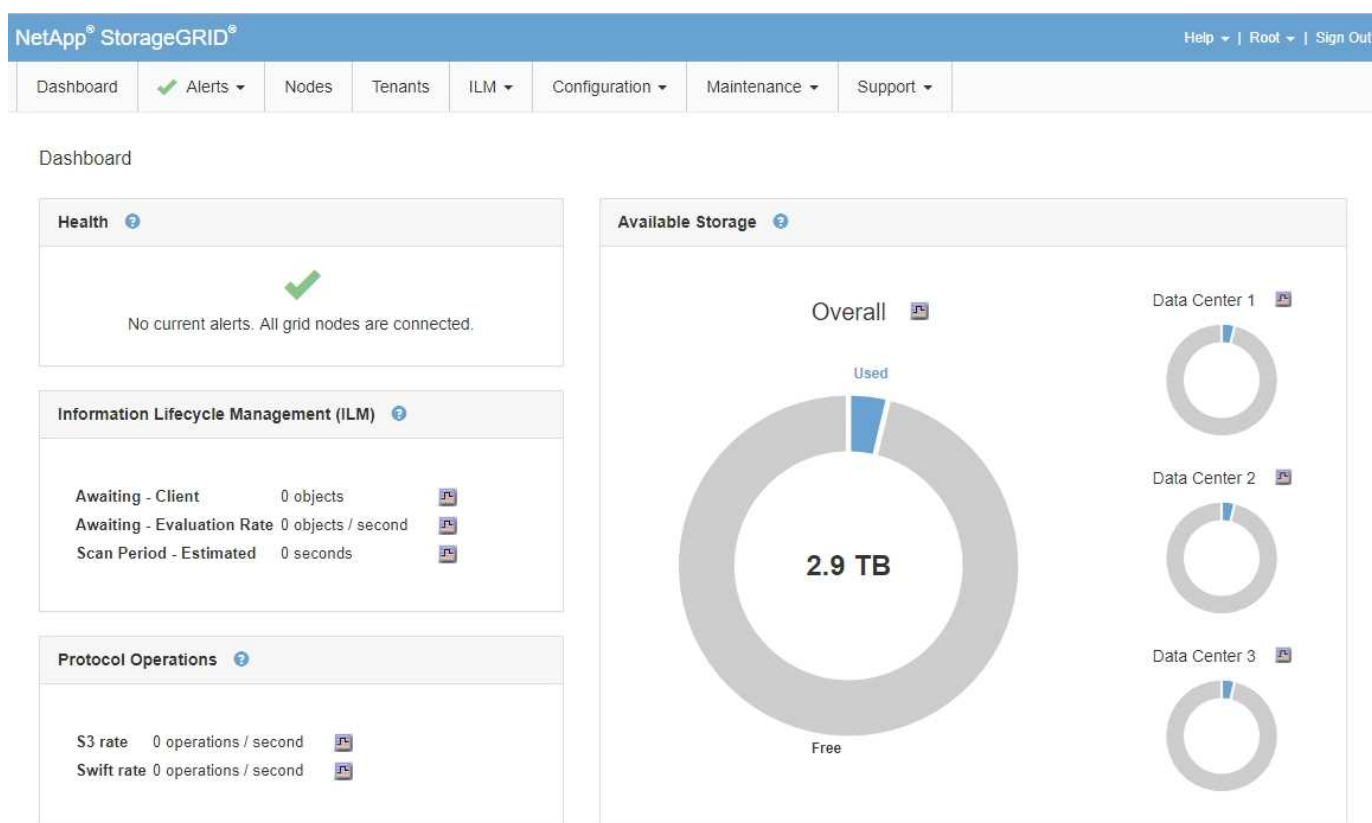 NetApp® StorageGRID®
Help | Root | Sign Out
Dashboard
Alerts
Nodes
Tenants
ILM
Configuration
Maintenance
Support
Dashboard
Health
No current alerts. All grid nodes are connected.
Information Lifecycle Management (ILM)
Awaiting - Client 0 objects
Awaiting - Evaluation Rate 0 objects / second
Scan Period - Estimated 0 seconds
Protocol Operations
S3 rate 0 operations / second
Swift rate 0 operations / second
Available Storage
Overall
Used
2.9 TB
Free
Data Center 1
Data Center 2
Data Center 3